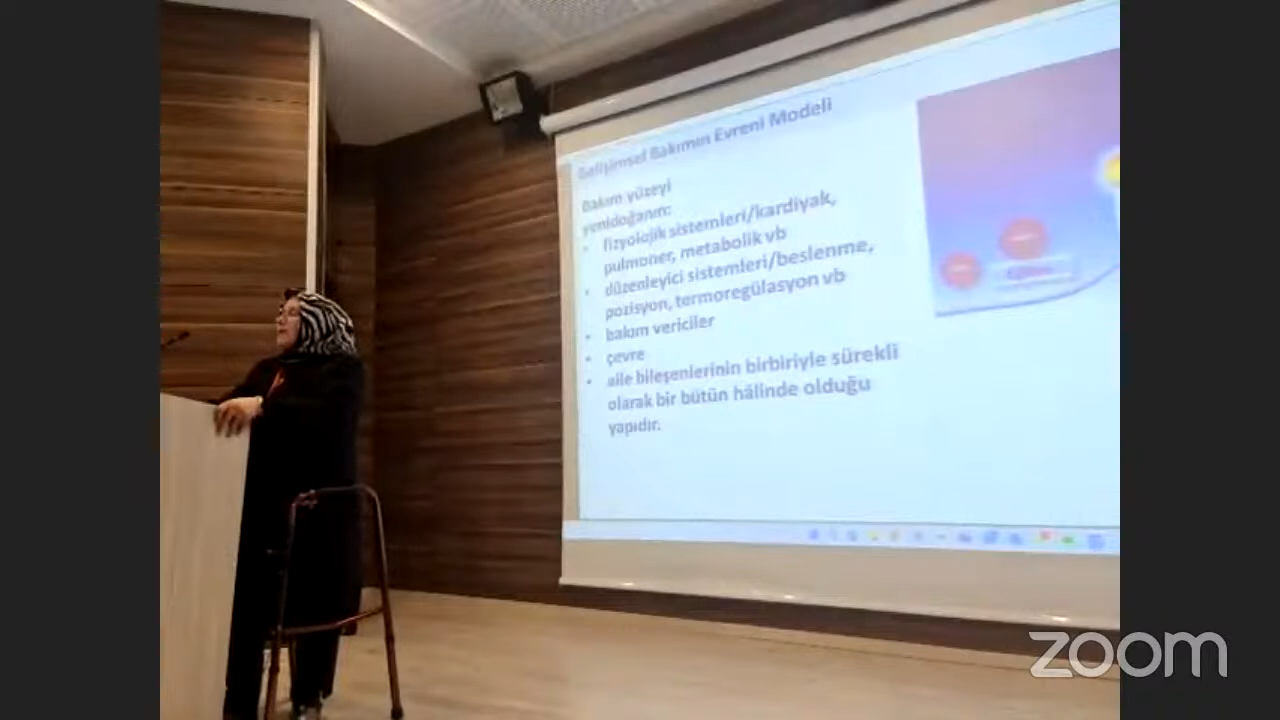 Gelişimsel Bakımın Evreni Modeli
Bakım yüzeyi
yenidoğanın:
• fizyolojik sistemleri/kardiyak,
pulmoner, metabolik vb
• düzenleyici sistemleri/beslenme,
pozisyon, termoregülasyon vb
• bakım vericiler
• çevre
• aile bileşenlerinin birbiriyle sürekli
olarak bir bütün hâlinde olduğu
yapıdır.
zoom